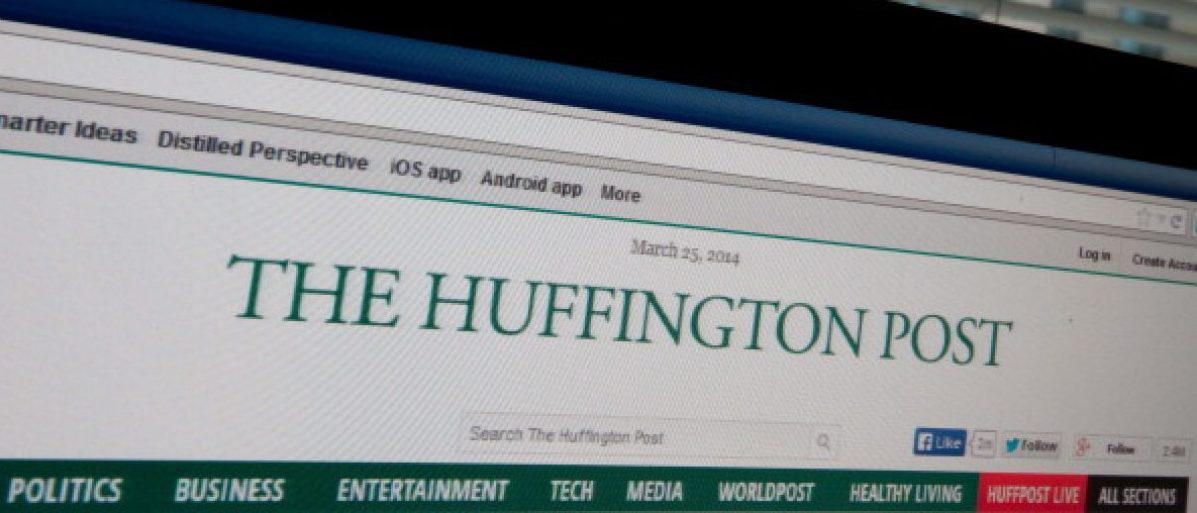 marter Ideas Distilled Perspective iOS app Android app More
Log in Create Accou
March 25, 2014
THE HUFFINGTON POST
Search The Huffington Post
f Like 2m Follow g+ Follow 2.4M
POLITICS BUSINESS ENTERTAINMENT TECH MEDIA WORLDPOST HEALTHY LIVING HUFFPOST LIVE ALL SECTIONS